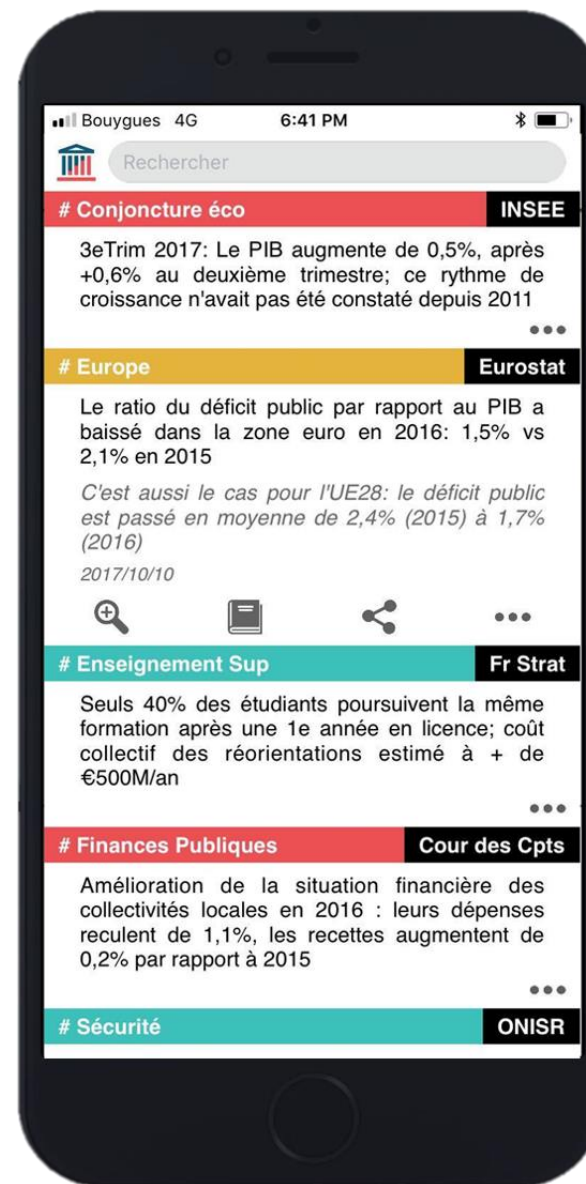 Bouygues 4G 6:41 PM
Rechercher
# Conjoncture éco INSEE
3eTrim 2017: Le PIB augmente de 0,5%, après
+0,6% au deuxième trimestre; ce rythme de
croissance n'avait pas été constaté depuis 2011
# Europe Eurostat
Le ratio du déficit public par rapport au PIB a
baissé dans la zone euro en 2016: 1,5% vs
2,1% en 2015
C'est aussi le cas pour l'UE28: le déficit public
est passé en moyenne de 2,4% (2015) à 1,7%
(2016)
2017/10/10
# Enseignement Sup Fr Strat
Seuls 40% des étudiants poursuivent la même
formation après une 1e année en licence; coût
collectif des réorientations estimé à + de
€500M/an
# Finances Publiques Cour des Cpts
Amélioration de la situation financière des
collectivités locales en 2016 : leurs dépenses
reculent de 1,1%, les recettes augmentent de
0,2% par rapport à 2015
# Sécurité ONISR